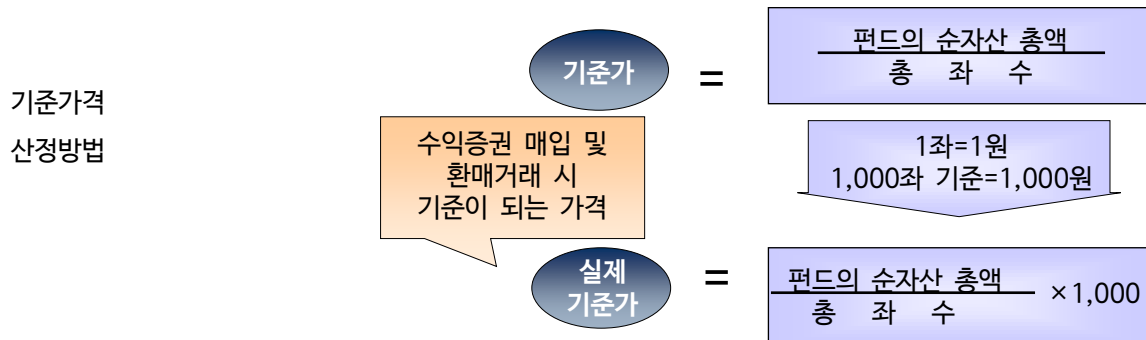 기준가격
산정방법
기준가
=
펀드의 순자산 총액
총 좌 수
수익증권 매입 및
환매거래 시
기준이 되는 가격
1좌=1원
1,000좌 기준=1,000원
실제
기준가
=
펀드의 순자산 총액
총 좌 수
×1,000